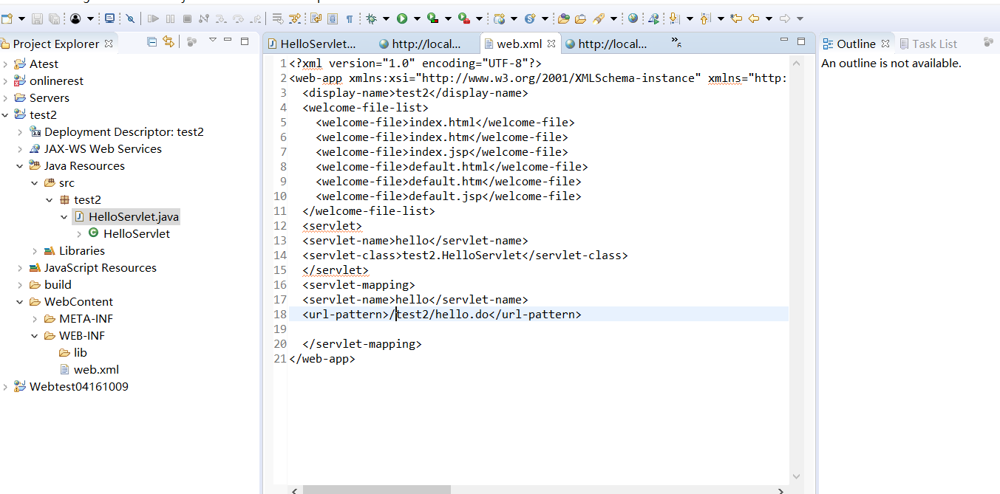 Project Explorer
Atest
onlinerest
Servers
test2
Deployment Descriptor: test2
JAX-WS Web Services
Java Resources
src
test2
HelloServlet.java
HelloServlet
Libraries
JavaScript Resources
build
WebContent
META-INF
WEB-INF
lib
web.xml
Webtest04161009
HelloServlet... http://local... web.xml http://local... »6
1 <?xml version="1.0" encoding="UTF-8"?>
2 <web-app xmlns:xsi="http://www.w3.org/2001/XMLSchema-instance" xmlns="http:
3 <display-name>test2</display-name>
4 <welcome-file-list>
5 <welcome-file>index.html</welcome-file>
6 <welcome-file>index.htm</welcome-file>
7 <welcome-file>index.jsp</welcome-file>
8 <welcome-file>default.html</welcome-file>
9 <welcome-file>default.htm</welcome-file>
10 <welcome-file>default.jsp</welcome-file>
11 </welcome-file-list>
12 <servlet>
13 <servlet-name>hello</servlet-name>
14 <servlet-class>test2.HelloServlet</servlet-class>
15 </servlet>
16 <servlet-mapping>
17 <servlet-name>hello</servlet-name>
18 <url-pattern>/test2/hello.do</url-pattern>
19
20 </servlet-mapping>
21 </web-app>
Outline Task List
An outline is not available.